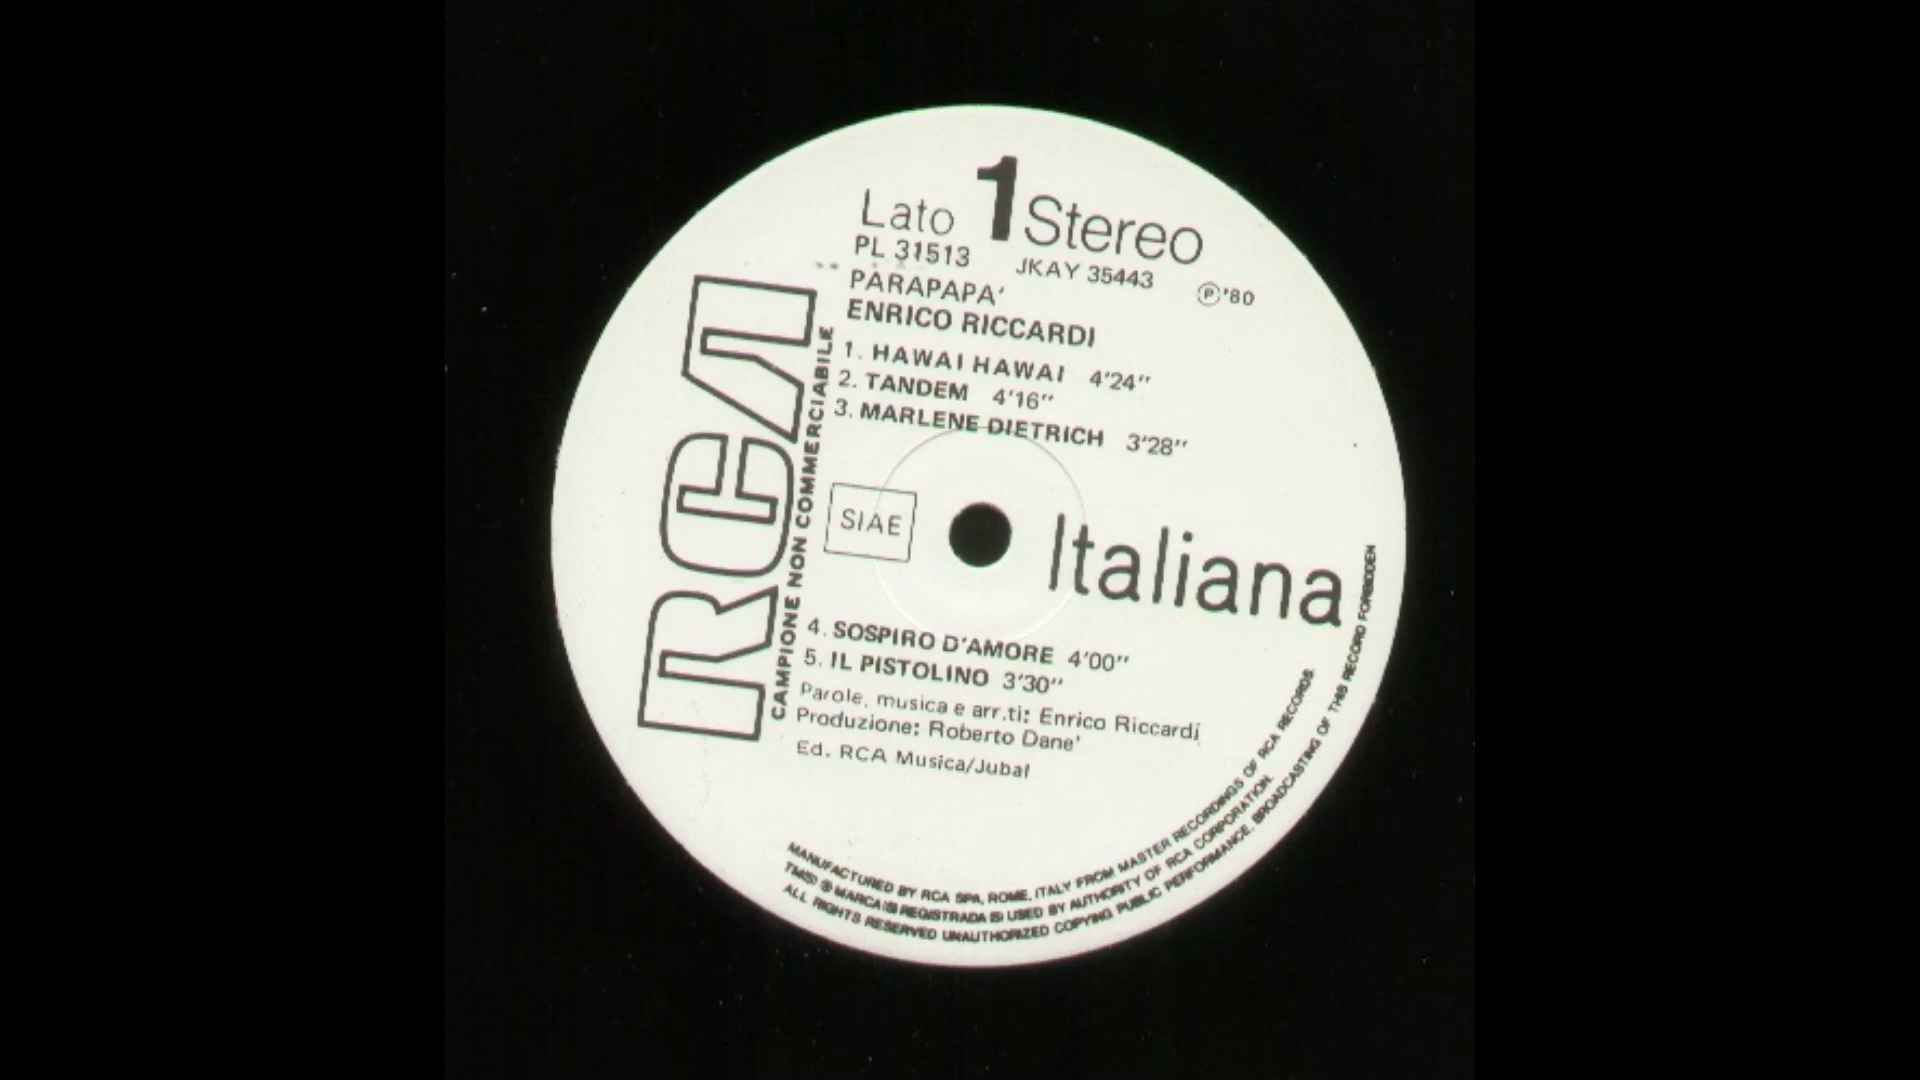 Lato 1 Stereo
PL 31513 JKAY 35443 Ⓟ'80
PARAPAPA'
ENRICO RICCARDI
1. HAWAI HAWAI 4'24''
2. TANDEM 4'16''
3. MARLENE DIETRICH 3'28''
RCA
CAMPIONE NON COMMERCIABILE
SIAE
Italiana
4. SOSPIRO D'AMORE 4'00''
5. IL PISTOLINO 3'30''
Parole, musica e arr.ti: Enrico Riccardi
Produzione: Roberto Dane'
Ed. RCA Musica/Jubal
MANUFACTURED BY RCA SPA, ROME, ITALY FROM MASTER RECORDINGS OF RCA RECORDS.
TM(S) ® MARCA(S) REGISTRADA(S) USED BY AUTHORITY OF RCA CORPORATION.
ALL RIGHTS RESERVED UNAUTHORIZED COPYING PUBLIC PERFORMANCE, BROADCASTING OF THIS RECORD FORBIDDEN